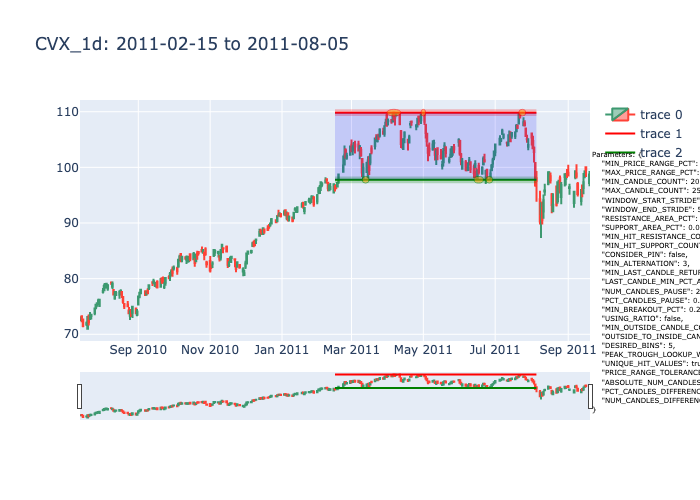 CVX_1d: 2011-02-15 to 2011-08-05
110
100
90
80
70
Sep 2010
Nov 2010
Jan 2011
Mar 2011
May 2011
Jul 2011
Sep 2011
trace 0
trace 1
trace 2
Parameters: {
"MIN_PRICE_RANGE_PCT":
"MAX_PRICE_RANGE_PCT":
"MIN_CANDLE_COUNT": 20
"MAX_CANDLE_COUNT": 25
"WINDOW_START_STRIDE"
"WINDOW_END_STRIDE": 5
"RESISTANCE_AREA_PCT":
"SUPPORT_AREA_PCT": 0.0
"MIN_HIT_RESISTANCE_CO
"MIN_HIT_SUPPORT_COUNT
"CONSIDER_PIN": false,
"MIN_ALTERNATION": 3,
"MIN_LAST_CANDLE_RETUR
"LAST_CANDLE_MIN_PCT_A
"NUM_CANDLES_PAUSE": 2
"PCT_CANDLES_PAUSE": 0.
"MIN_BREAKOUT_PCT": 0.2
"USING_RATIO": false,
"MIN_OUTSIDE_CANDLE_C
"OUTSIDE_TO_INSIDE_CAN
"DESIRED_BINS": 5,
"PEAK_TROUGH_LOOKUP_W
"UNIQUE_HIT_VALUES": tru
"PRICE_RANGE_TOLERANC
"ABSOLUTE_NUM_CANDLES
"PCT_CANDLES_DIFFERENC
"NUM_CANDLES_DIFFEREN
}